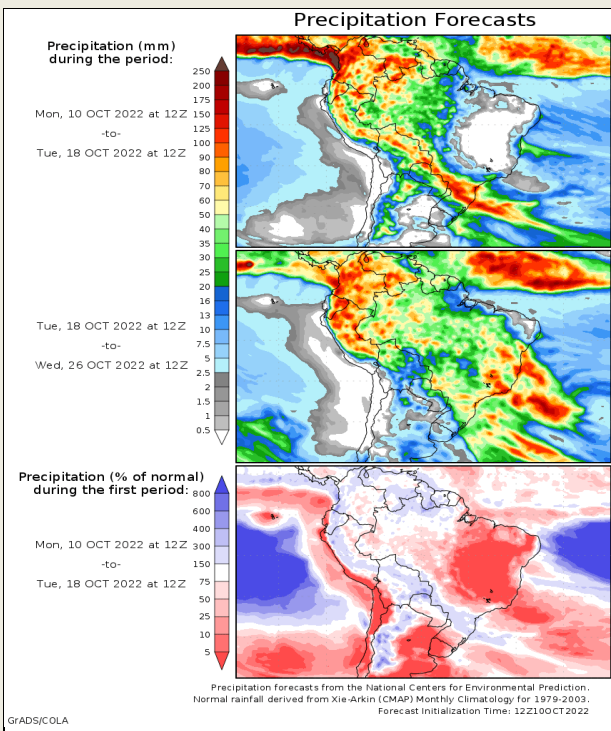 Precipitation Forecasts
Precipitation (mm)
during the period:
Mon, 10 OCT 2022 at 12Z
-to-
Tue, 18 OCT 2022 at 12Z
250
200
175
150
125
100
90
80
70
60
50
40
35
30
25
20
16
13
10
7.5
5
2.5
2
1.5
1
0.5
Tue, 18 OCT 2022 at 12Z
-to-
Wed, 26 OCT 2022 at 12Z
Precipitation (% of normal)
during the first period:
Mon, 10 OCT 2022 at 12Z
-to-
Tue, 18 OCT 2022 at 12Z
800
600
400
300
150
75
50
25
10
5
Precipitation forecasts from the National Centers for Environmental Prediction.
Normal rainfall derived from Xie-Arkin (CMAP) Monthly Climatology for 1979-2003.
Forecast Initialization Time: 12Z10OCT2022
GrADS/COLA